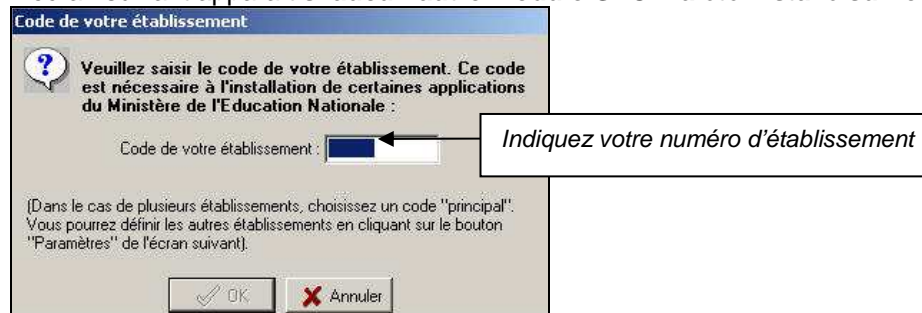 Code de votre établissement
Veuillez saisir le code de votre établissement. Ce code
est nécessaire à l'installation de certaines applications
du Ministère de l'Education Nationale :
Code de votre établissement :
Indiquez votre numéro d'établissement
(Dans le cas de plusieurs établissements, choisissez un code "principal".
Vous pourrez définir les autres établissements en cliquant sur le bouton
"Paramètres" de l'écran suivant).
OK
Annuler